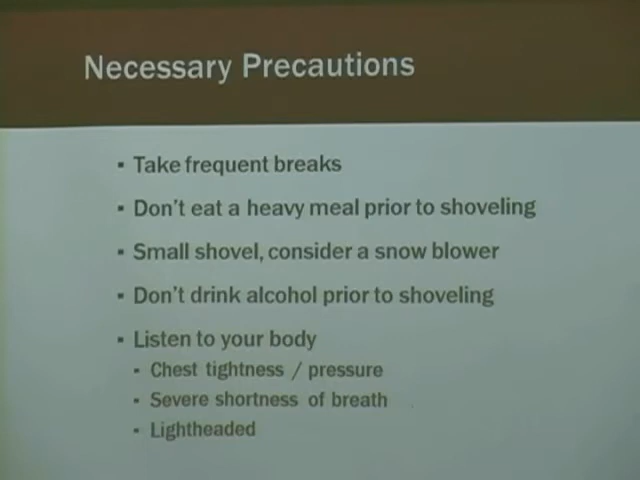 Necessary Precautions
▪ Take frequent breaks
▪ Don't eat a heavy meal prior to shoveling
▪ Small shovel, consider a snow blower
▪ Don't drink alcohol prior to shoveling
▪ Listen to your body
▪ Chest tightness / pressure
▪ Severe shortness of breath
▪ Lightheaded